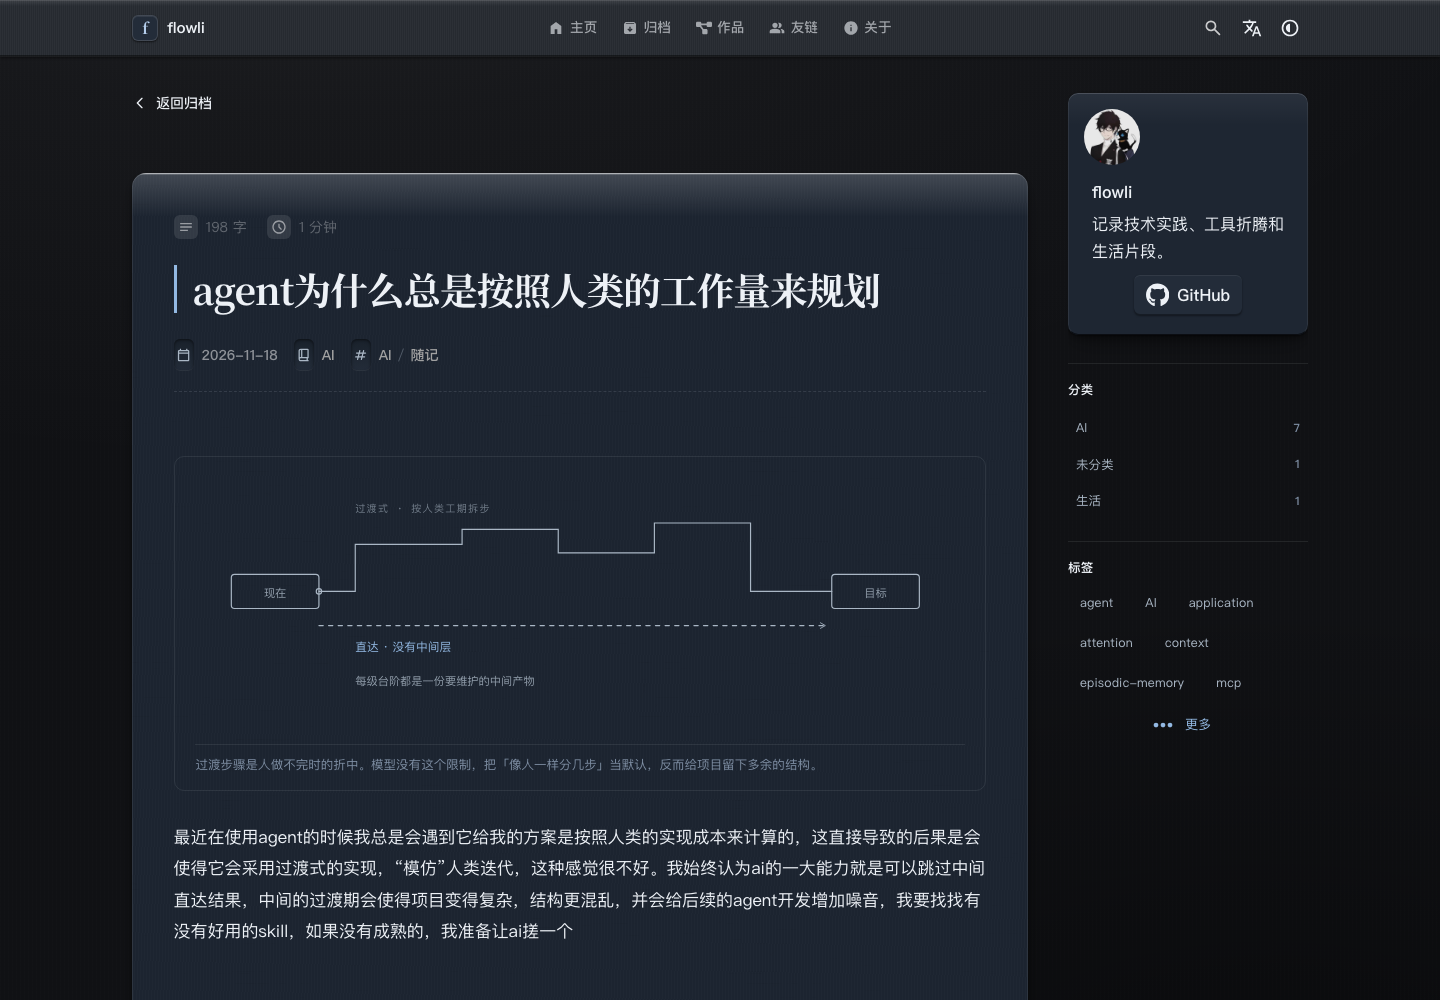 f flowli
主页
归档
作品
友链
关于
返回归档
198 字
1 分钟
agent为什么总是按照人类的工作量来规划
2026-11-18
AI
# AI / 随记
过渡式 · 按人类工期拆步
现在
目标
直达 · 没有中间层
每级台阶都是一份要维护的中间产物
过渡步骤是人做不完时的折中。模型没有这个限制，把「像人一样分几步」当默认，反而给项目留下多余的结构。
最近在使用agent的时候我总是会遇到它给我的方案是按照人类的实现成本来计算的，这直接导致的后果是会
使得它会采用过渡式的实现，“模仿”人类迭代，这种感觉很不好。我始终认为ai的一大能力就是可以跳过中间
直达结果，中间的过渡期会使得项目变得复杂，结构更混乱，并会给后续的agent开发增加噪音，我要找找有
没有好用的skill，如果没有成熟的，我准备让ai搓一个
flowli
记录技术实践、工具折腾和
生活片段。
GitHub
分类
AI 7
未分类 1
生活 1
标签
agent AI application
attention context
episodic-memory mcp
••• 更多